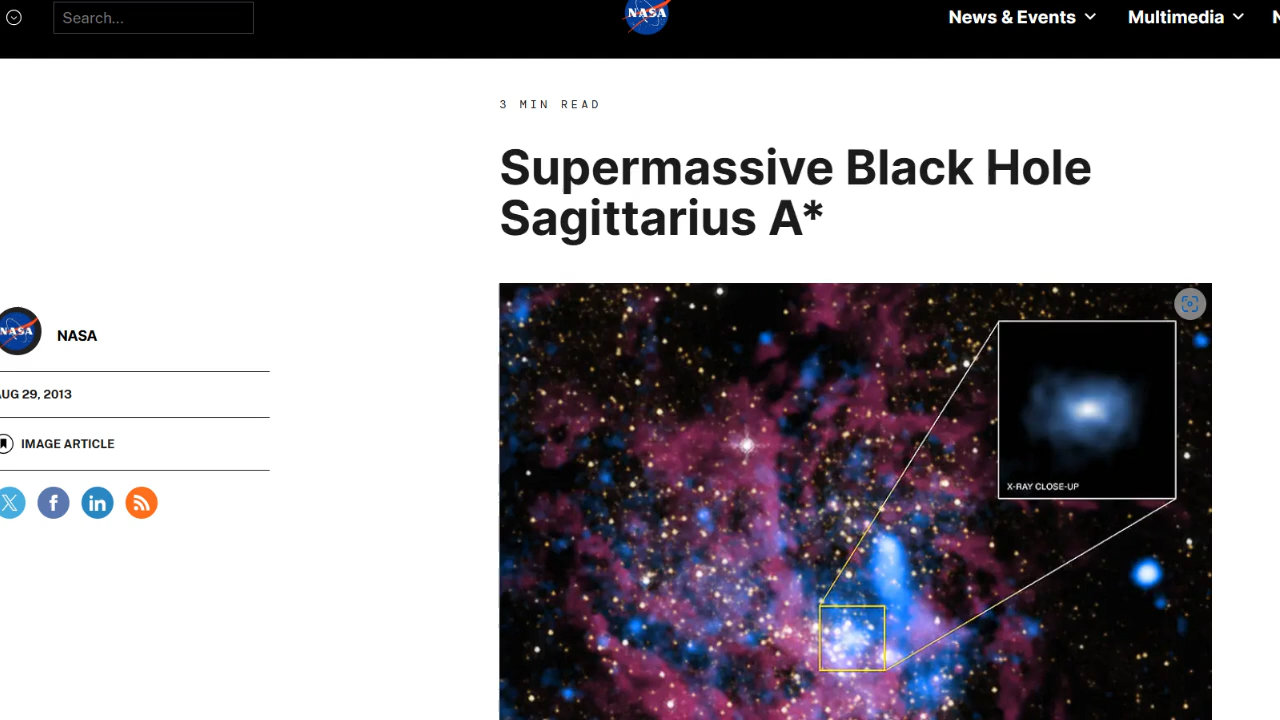 Search...
NASA
News & Events
Multimedia
3 MIN READ
Supermassive Black Hole
Sagittarius A*
NASA
NASA
AUG 29, 2013
IMAGE ARTICLE
X-RAY CLOSE-UP